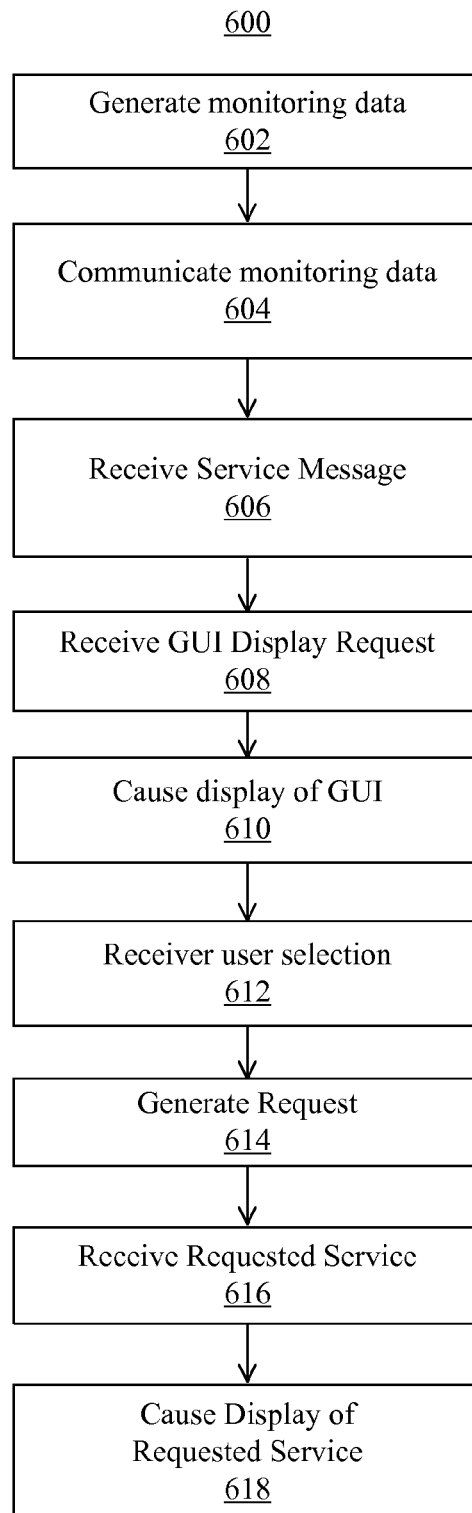 600
Generate monitoring data
602
Communicate monitoring data
604
Receive Service Message
606
Receive GUI Display Request
608
Cause display of GUI
610
Receiver user selection
612
Generate Request
614
Receive Requested Service
616
Cause Display of
Requested Service
618